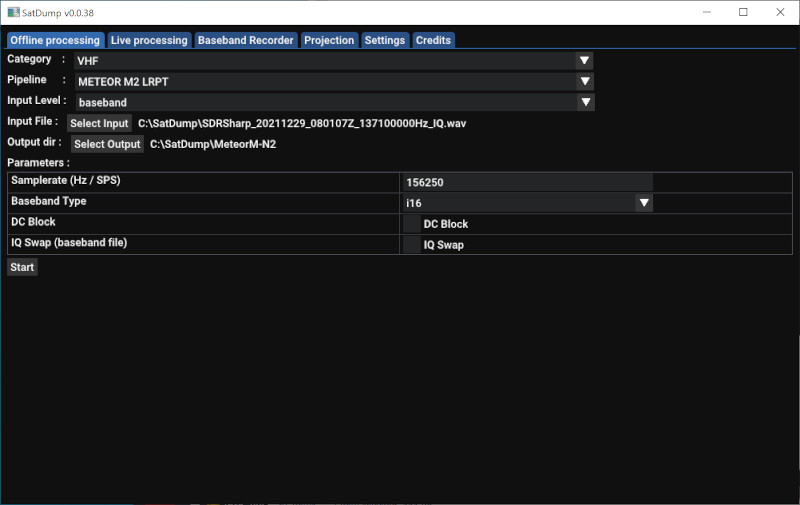 SatDump v0.0.38
Offline processing Live processing Baseband Recorder Projection Settings Credits
Category : VHF
Pipeline : METEOR M2 LRPT
Input Level : baseband
Input File : Select Input C:\SatDump\SDRSharp_20211229_080107Z_137100000Hz_IQ.wav
Output dir : Select Output C:\SatDump\MeteorM-N2
Parameters :
Samplerate (Hz / SPS) 156250
Baseband Type i16
DC Block DC Block
IQ Swap (baseband file) IQ Swap
Start